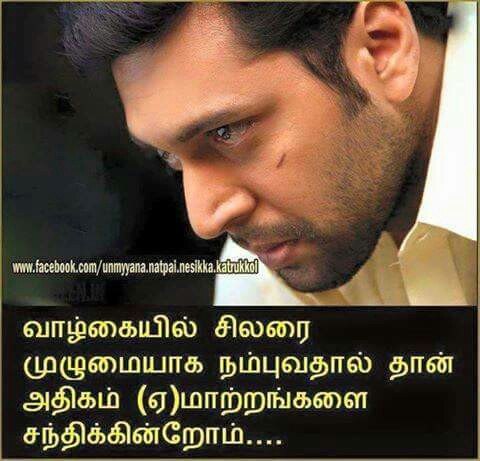 www.facebook.com/unmyyana.natpai.nesikka.katrukkol
வாழ்கையில் சிலரை
முழுமையாக நம்புவதால் தான்
அதிகம் (ஏ)மாற்றங்களை
சந்திக்கின்றோம்....